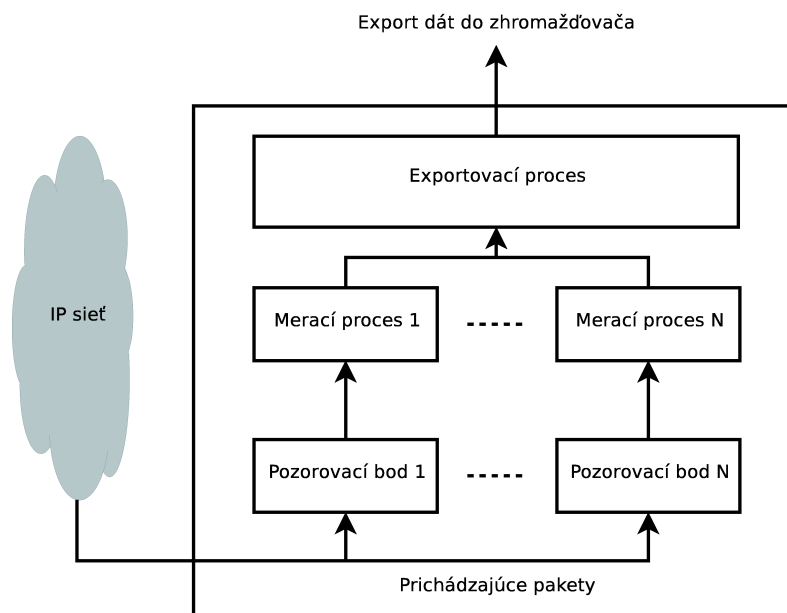 Export dát do zhromažďovača
Exportovací proces
IP sieť
Merací proces 1
Merací proces N
Pozorovací bod 1
Pozorovací bod N
Prichádzajúce pakety